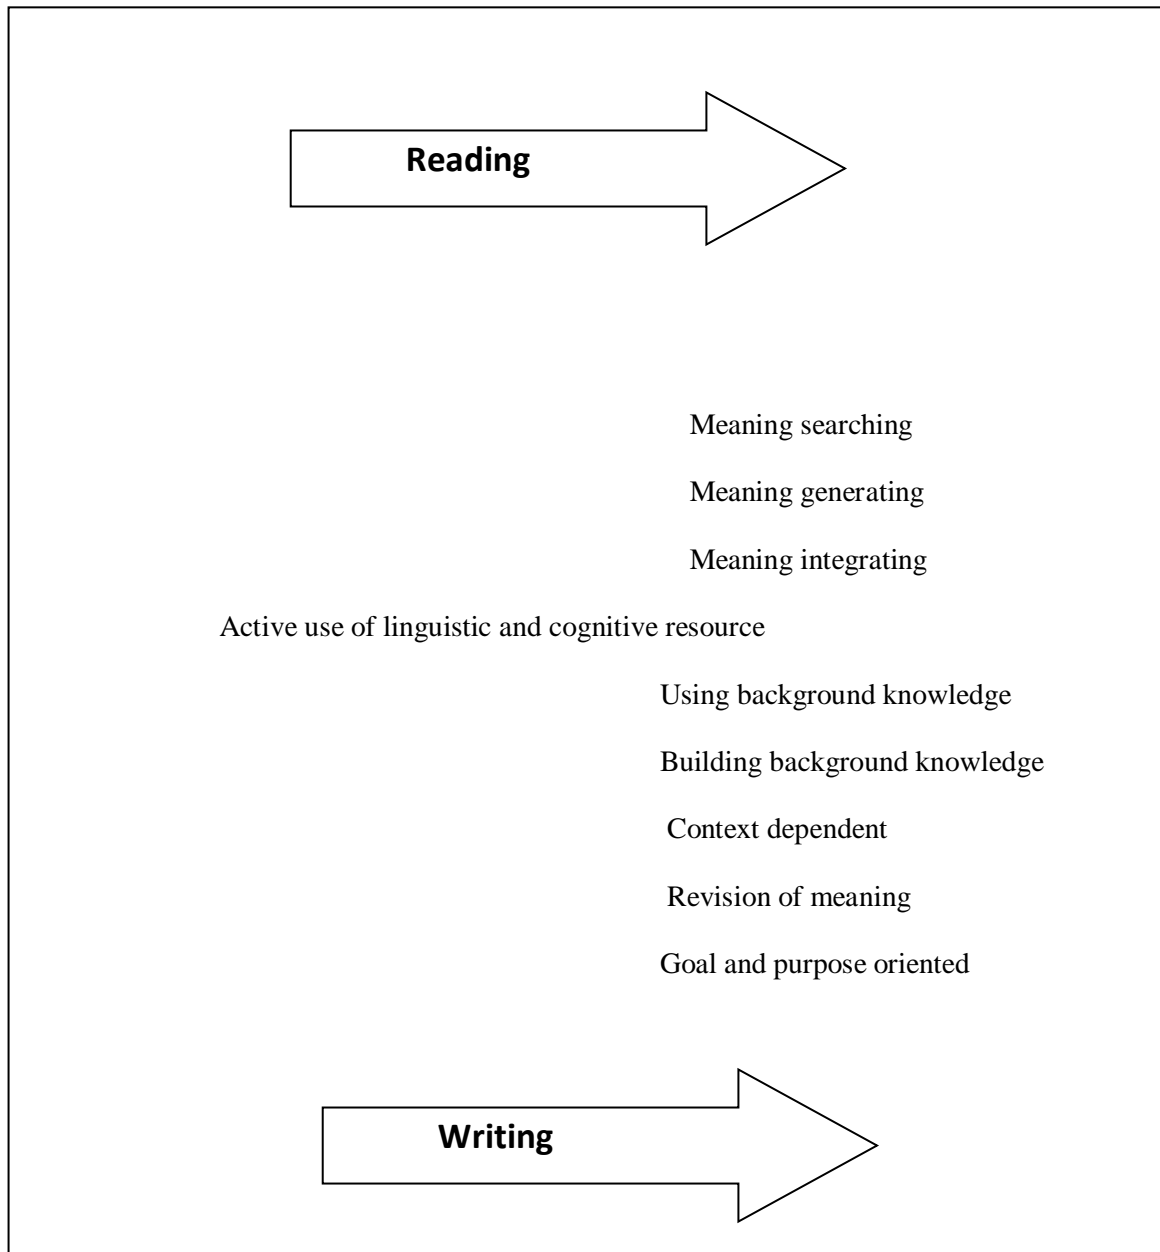 Reading
Meaning searching
Meaning generating
Meaning integrating
Active use of linguistic and cognitive resource
Using background knowledge
Building background knowledge
Context dependent
Revision of meaning
Goal and purpose oriented
Writing